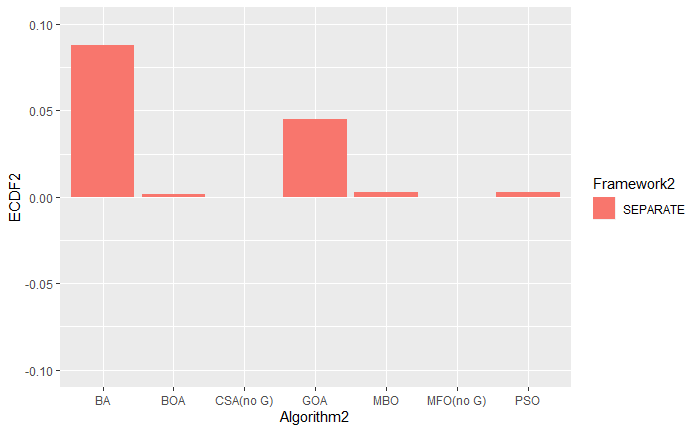 0.10
0.05
0.00
-0.05
-0.10
ECDF2
BA BOA CSA(no G) GOA MBO MFO(no G) PSO
Algorithm2
Framework2
SEPARATE